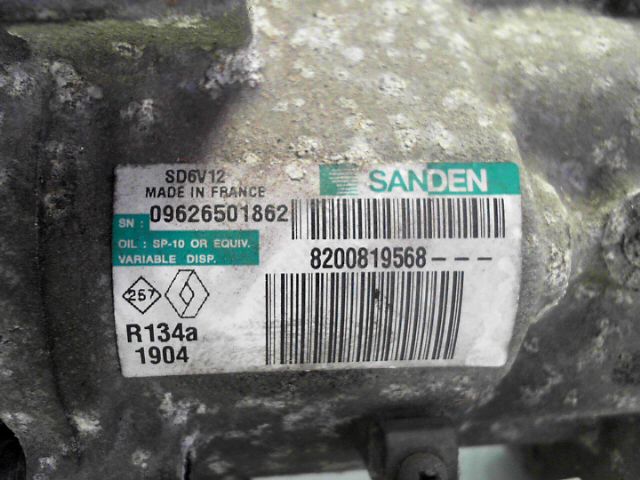 SD6V12
MADE IN FRANCE
SANDEN
SN : 09626501862
OIL : SP-10 OR EQUIV.
VARIABLE DISP.
8200819568---
257
R134a
1904